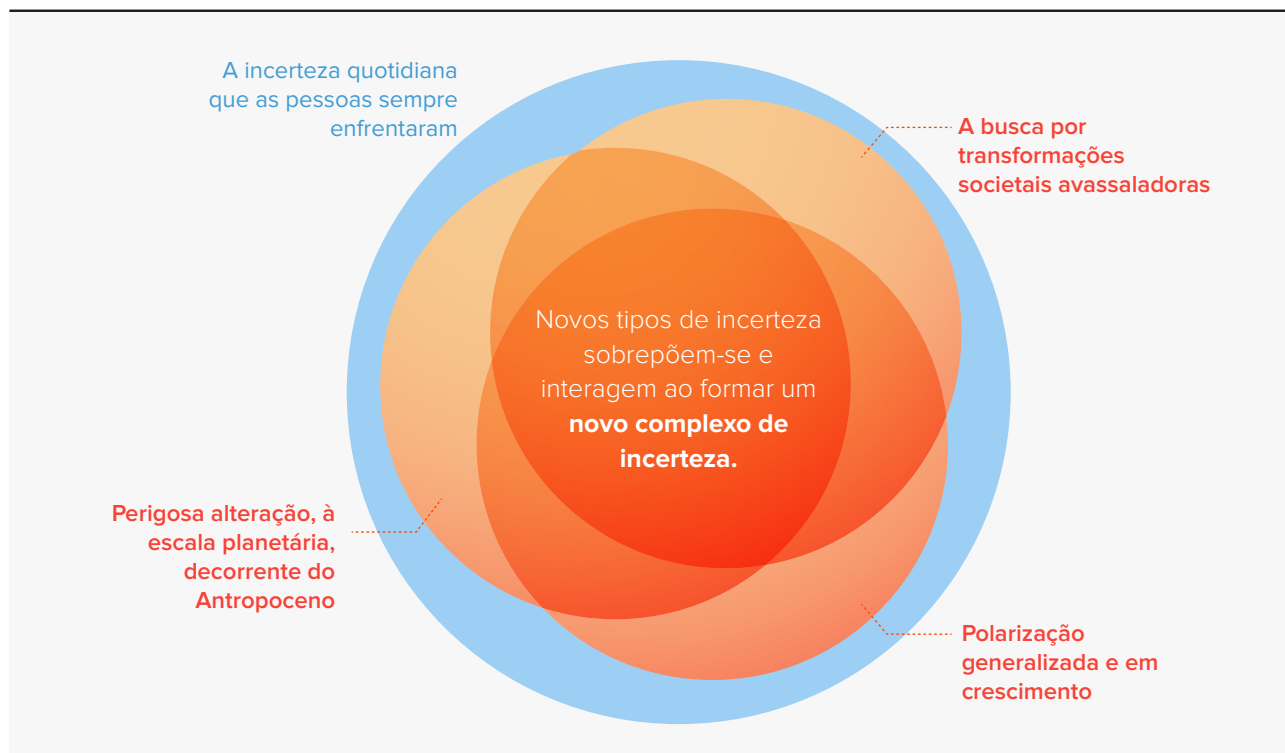 A incerteza quotidiana
que as pessoas sempre
enfrentaram
A busca por
transformações
societais avassaladoras
Novos tipos de incerteza
sobrepõem-se e
interagem ao formar um
novo complexo de
incerteza.
Perigosa alteração, à
escala planetária,
decorrente do
Antropoceno
Polarização
generalizada e em
crescimento